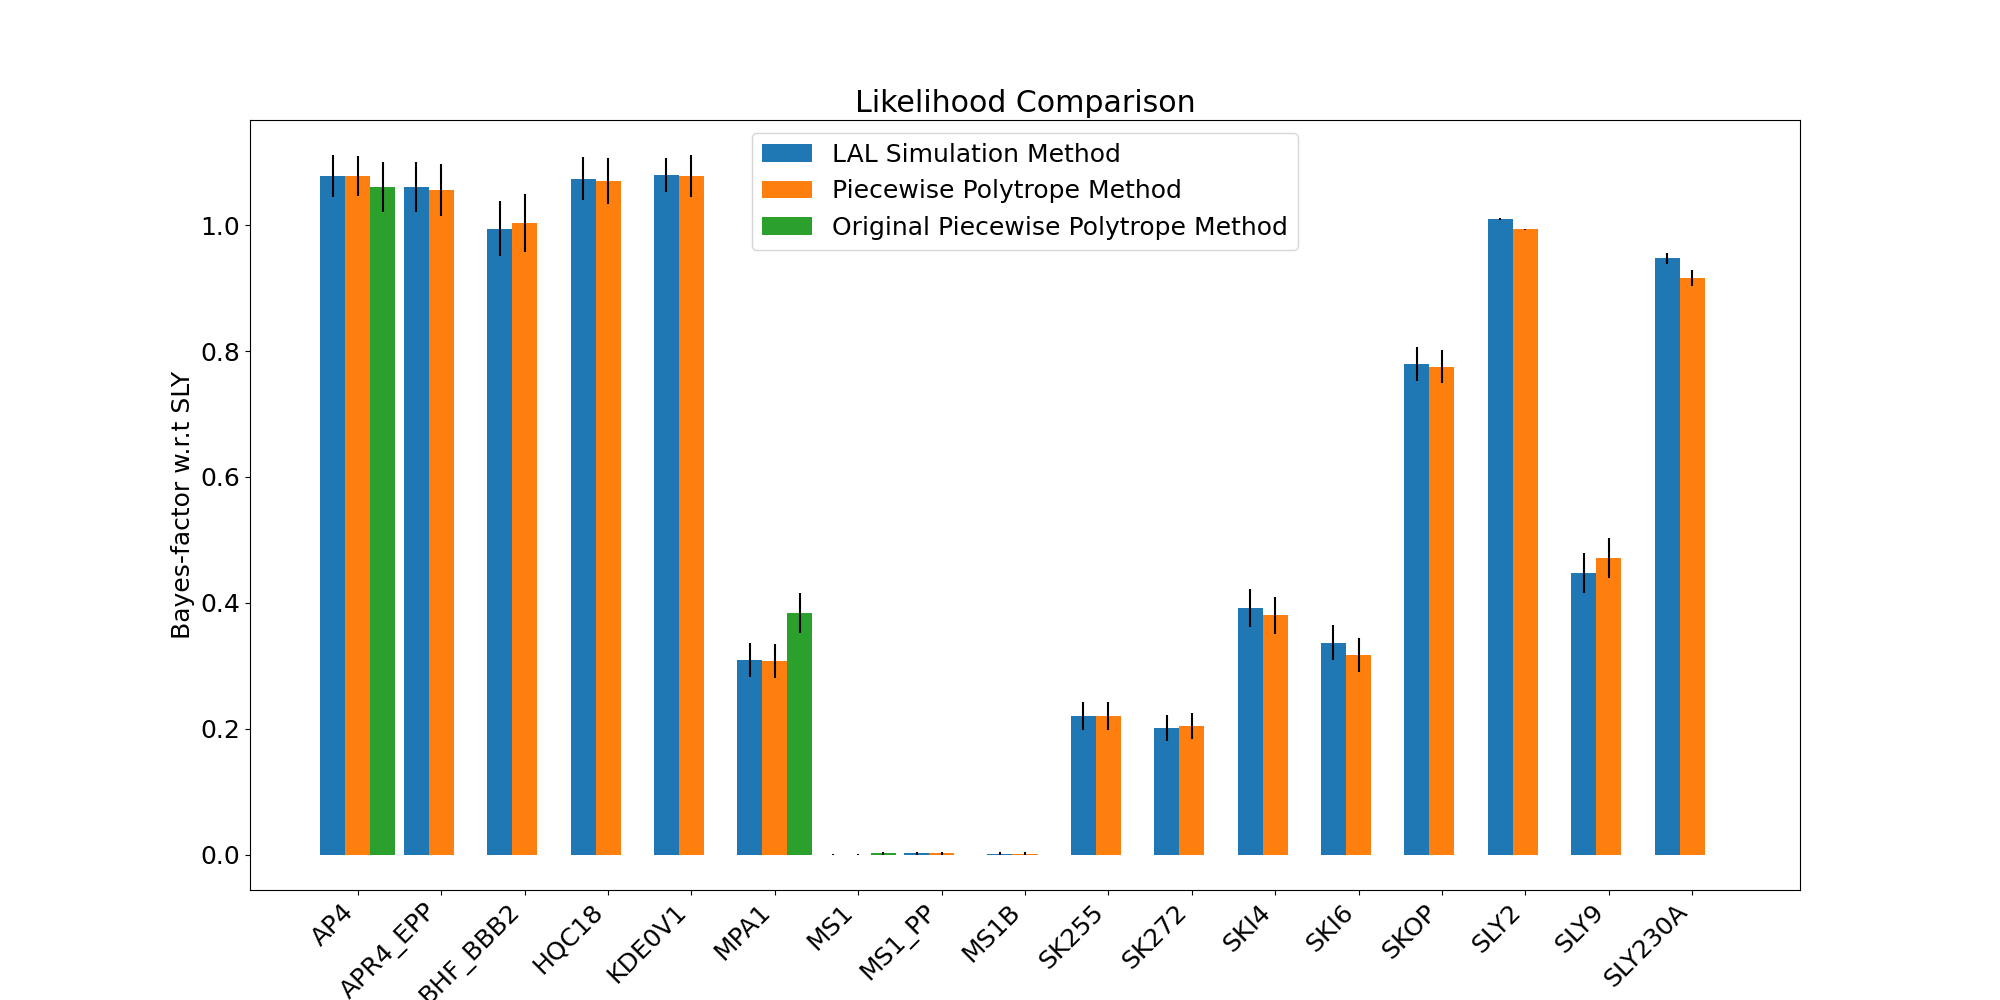 Likelihood Comparison
LAL Simulation Method
Piecewise Polytrope Method
Original Piecewise Polytrope Method
Bayes-factor w.r.t SLY
1.0
0.8
0.6
0.4
0.2
0.0
AP4
APR4_EPP
BHF_BBB2
HQC18
KDE0V1
MPA1
MS1
MS1_PP
MS1B
SK255
SK272
SKI4
SKI6
SKOP
SLY2
SLY9
SLY230A